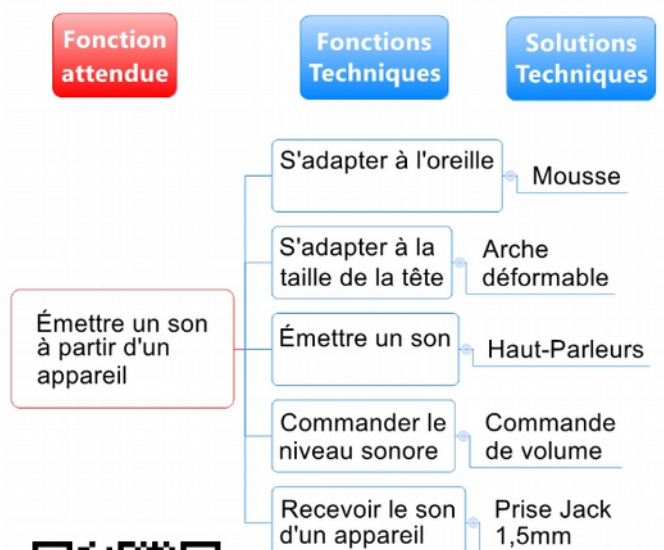 Fonction
attendue
Fonctions
Techniques
Solutions
Techniques
Émettre un son
à partir d'un
appareil
S'adapter à l'oreille
Mousse
S'adapter à la
taille de la tête
Arche
déformable
Émettre un son
Haut-Parleurs
Commander le
niveau sonore
Commande
de volume
Recevoir le son
d'un appareil
Prise Jack
1,5mm